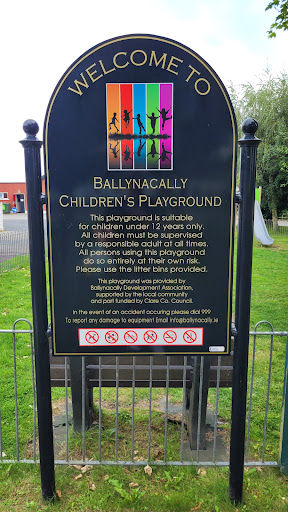 WELCOME TO
BALLYNACALLY
CHILDREN'S PLAYGROUND
This playground is suitable
for children under 12 years only.
All children must be supervised
by a responsible adult at all times.
All persons using this playground
do so entirely at their own risk.
Please use the litter bins provided.
This playground was provided by
Ballynacally Development Association,
supported by the local community
and part funded by Clare Co. Council.
In the event of an accident occuring please dial 999
To report any damage to equipment Email info@ballynacally.ie